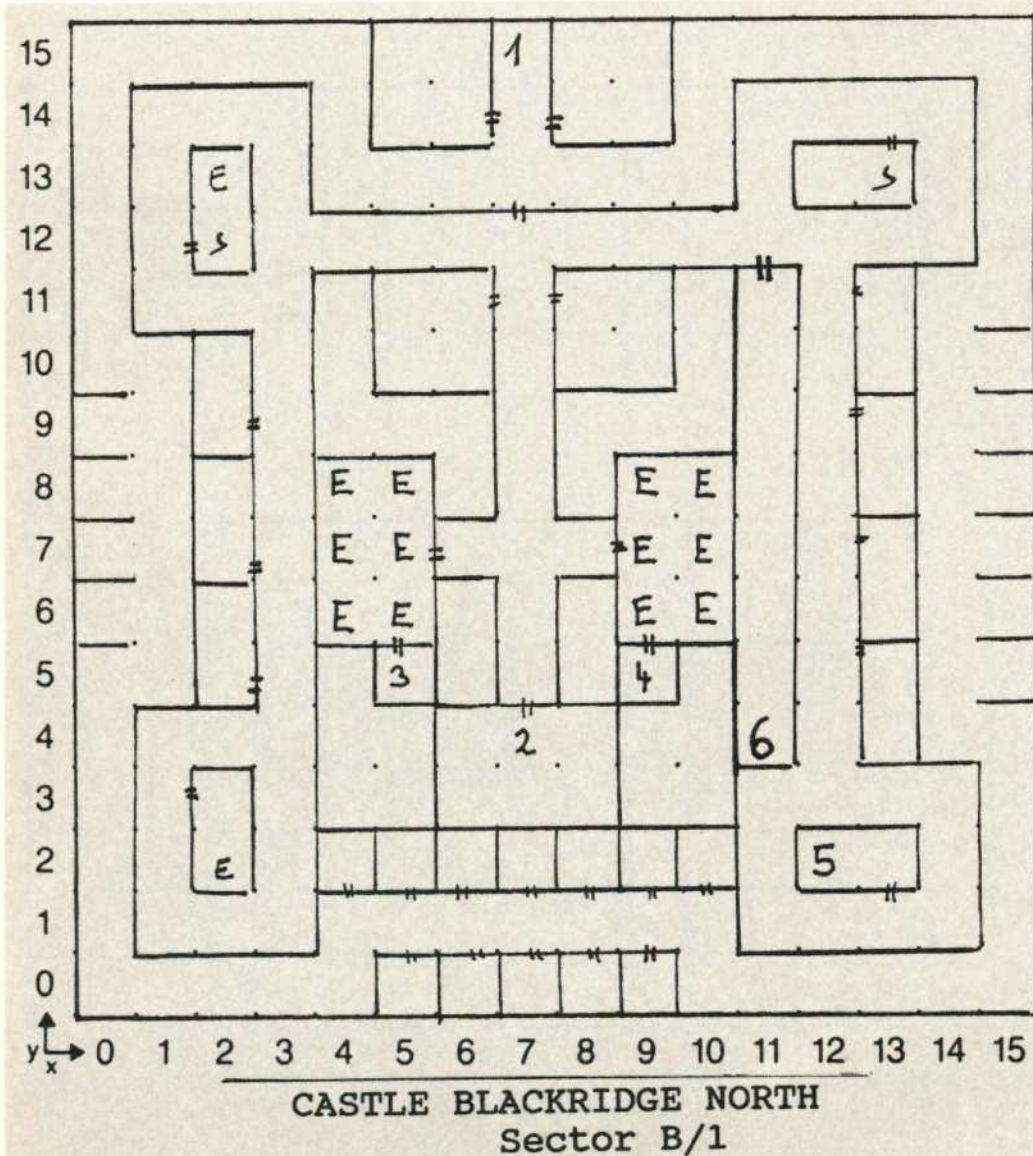 15 1
14
13 E S
12 S
11
10
9
8 E E E E
7 E E E E
6 E E E E
5 3 4
4 2 6
3
2 E 5
1
0
y x 0 1 2 3 4 5 6 7 8 9 10 11 12 13 14 15
CASTLE BLACKRIDGE NORTH
Sector B/1